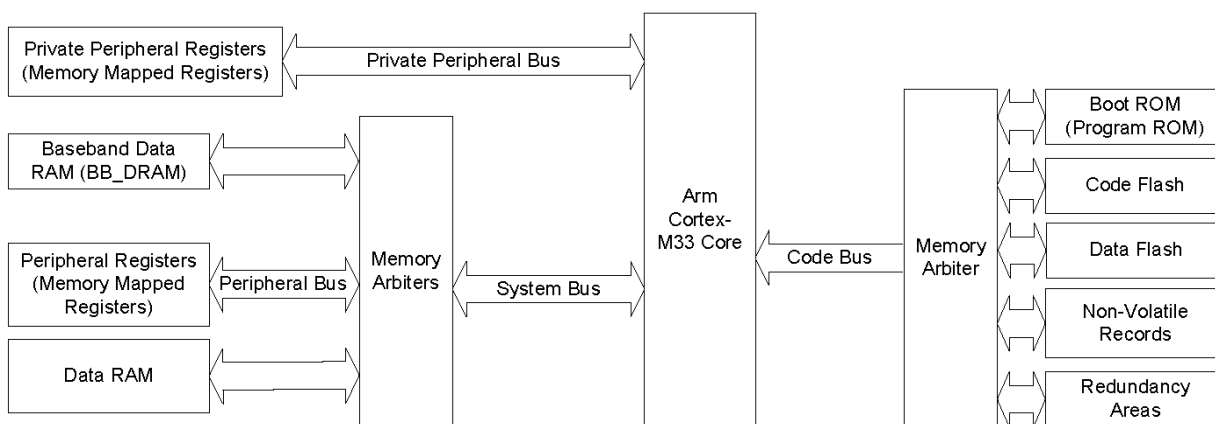 Private Peripheral Registers
(Memory Mapped Registers)
Private Peripheral Bus
Baseband Data
RAM (BB_DRAM)
Peripheral Registers
(Memory Mapped
Registers)
Peripheral Bus
Data RAM
Memory
Arbiters
System Bus
Arm
Cortex-
M33 Core
Code Bus
Memory
Arbiter
Boot ROM
(Program ROM)
Code Flash
Data Flash
Non-Volatile
Records
Redundancy
Areas